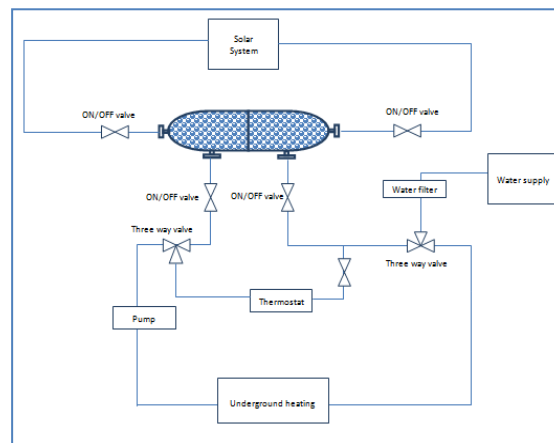 Solar
System
ON/OFF valve
ON/OFF valve
Water supply
Water filter
ON/OFF valve
ON/OFF valve
Three way valve
Three way valve
Thermostat
Pump
Underground heating